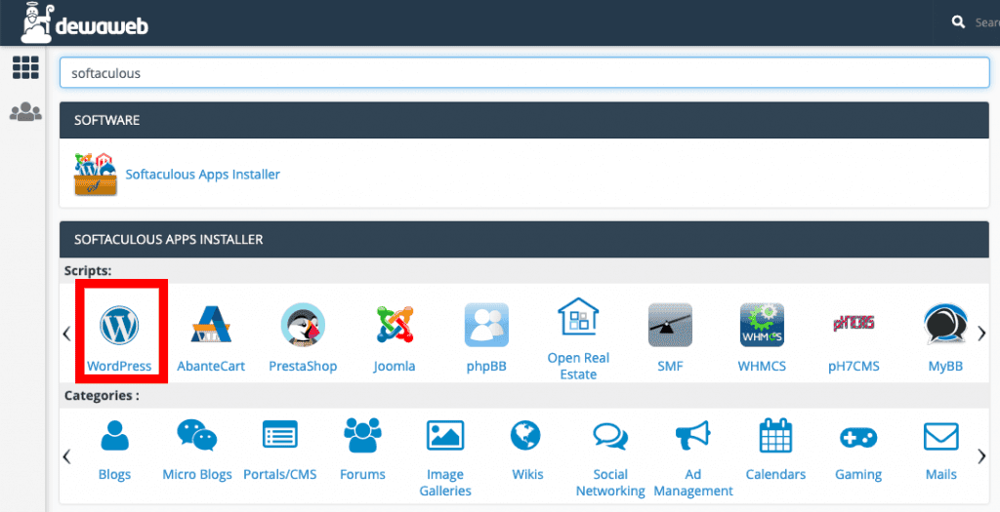 dewaweb
Sear
softaculous
SOFTWARE
Softaculous Apps Installer
SOFTACULOUS APPS INSTALLER
Scripts:
WHMCS
pH7CMS
WordPress
AbanteCart
PrestaShop
Joomla
phpBB
Open Real
Estate
SMF
WHMCS
pH7CMS
MyBB
Categories :
Blogs
Micro Blogs
Portals/CMS
Forums
Image
Galleries
Wikis
Social
Networking
Ad
Management
Calendars
Gaming
Mails